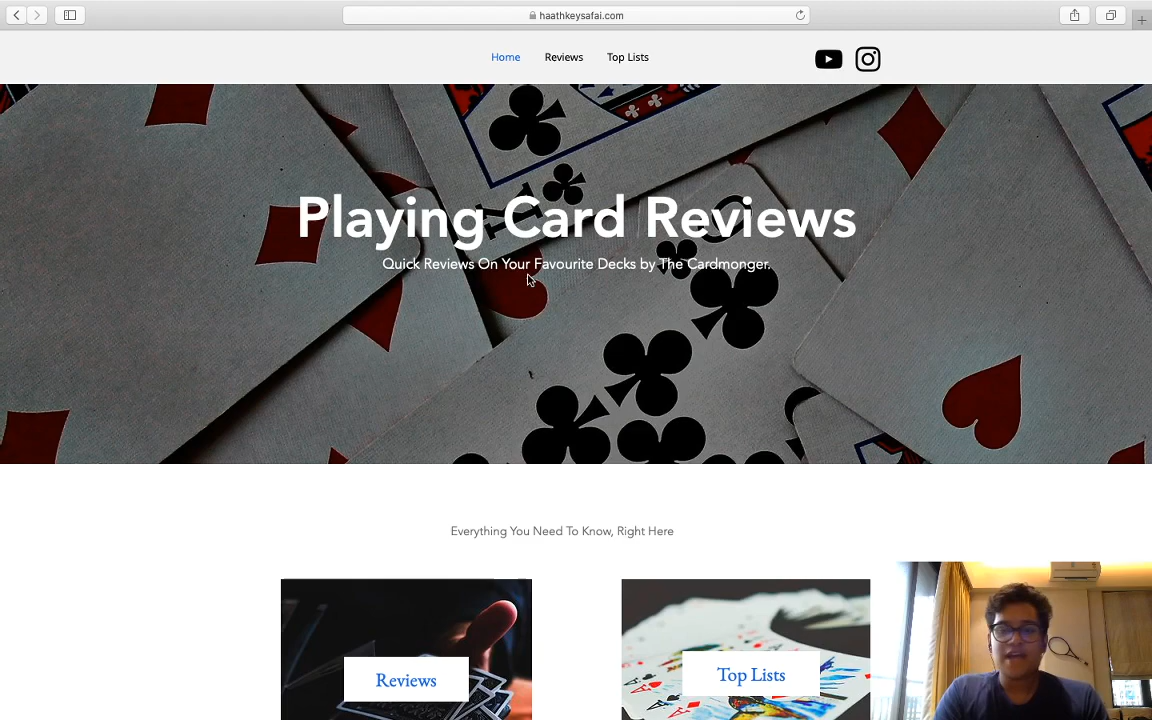 haathkeysafai.com
Home Reviews Top Lists
Playing Card Reviews
Quick Reviews On Your Favourite Decks by The Cardmonger.
Everything You Need To Know, Right Here
Reviews
Top Lists